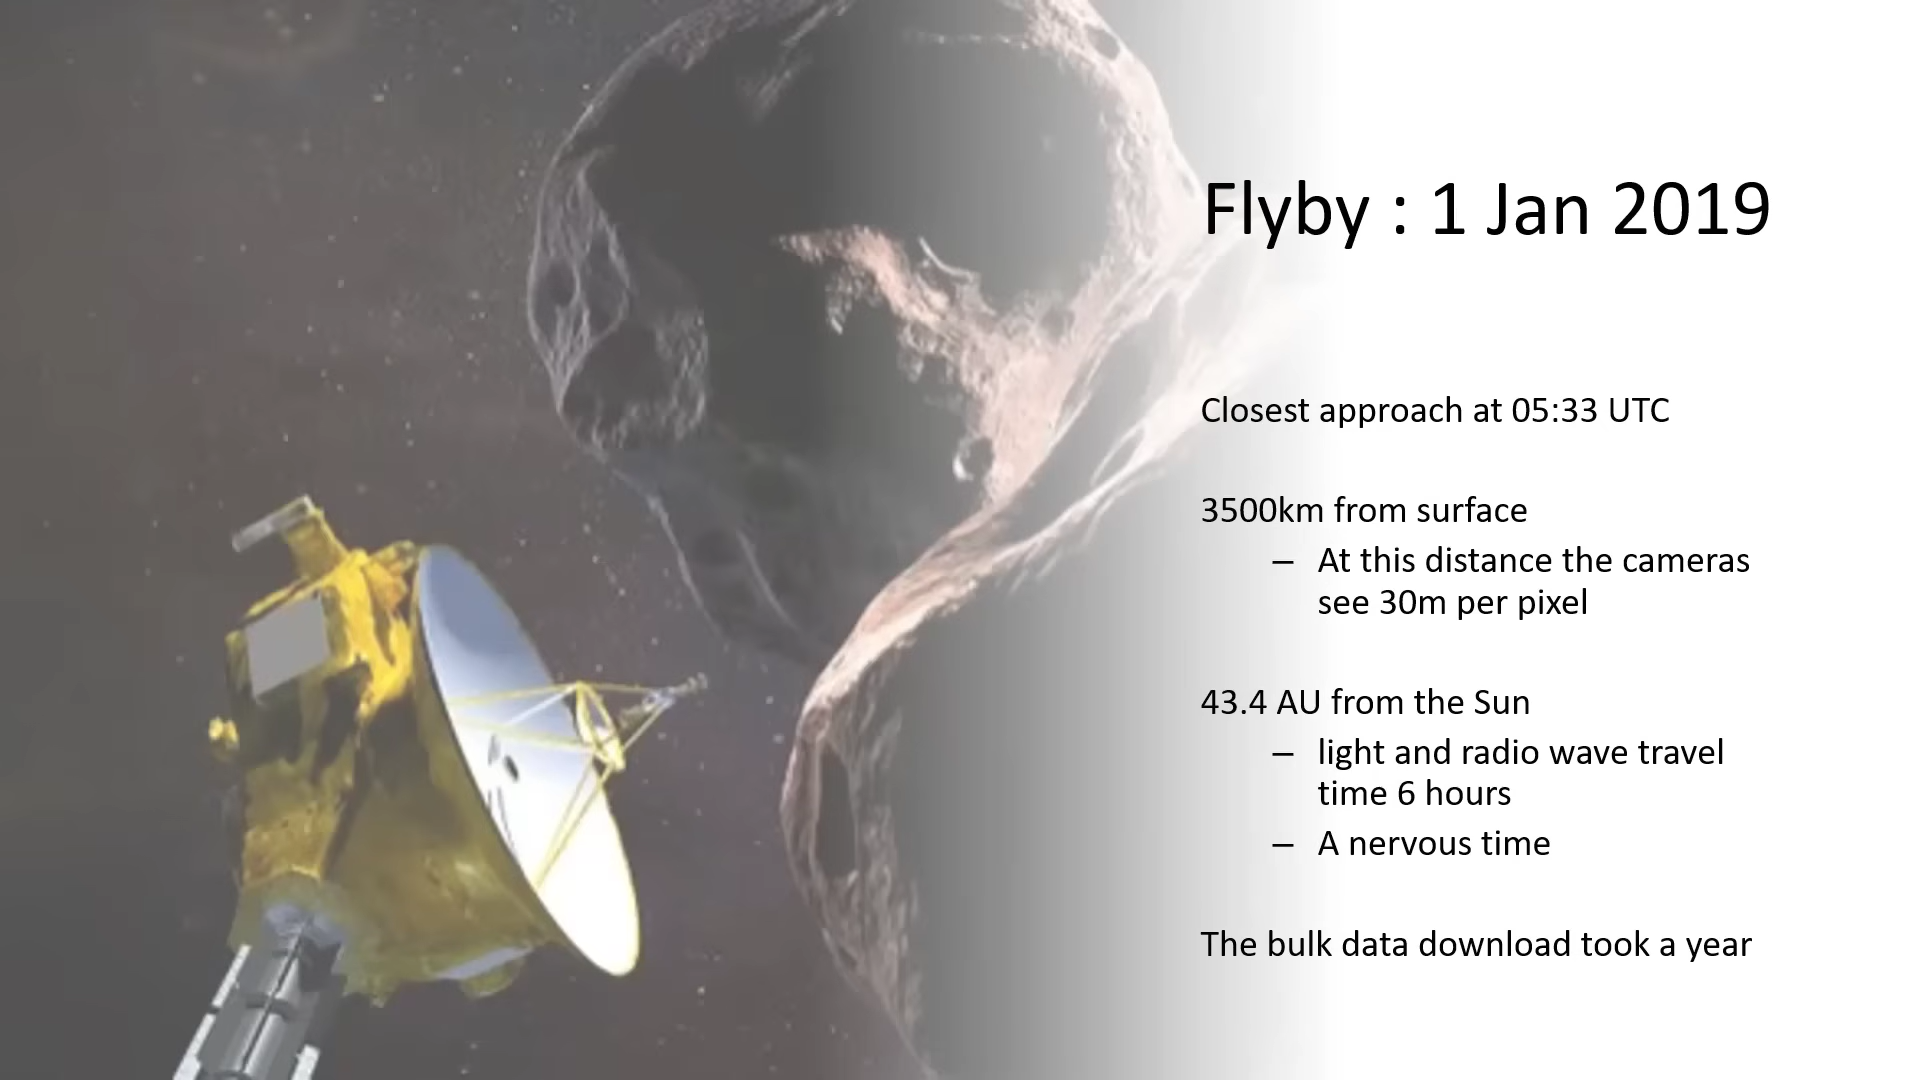 Flyby : 1 Jan 2019
Closest approach at 05:33 UTC
3500km from surface
– At this distance the cameras
see 30m per pixel
43.4 AU from the Sun
– light and radio wave travel
time 6 hours
– A nervous time
The bulk data download took a year